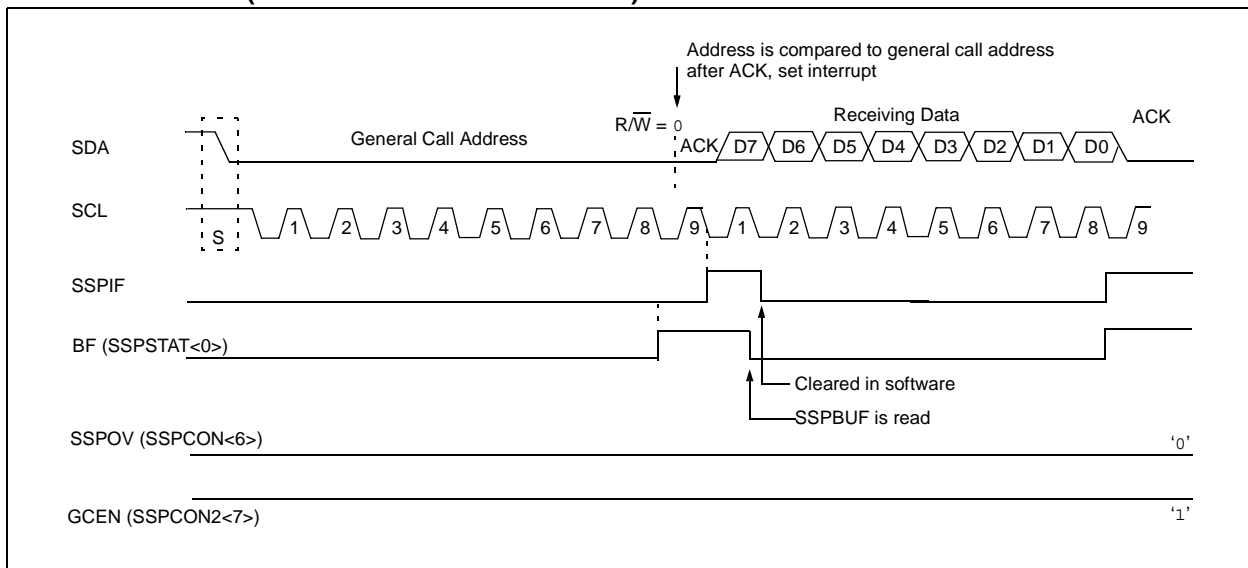 Address is compared to general call address
after ACK, set interrupt
R/W = 0
Receiving Data
ACK
SDA
General Call Address
ACK D7 D6 D5 D4 D3 D2 D1 D0
SCL
S
1 2 3 4 5 6 7 8 9 1 2 3 4 5 6 7 8 9
SSPIF
BF (SSPSTAT<0>)
Cleared in software
SSPBUF is read
SSPOV (SSPCON<6>)
‘0’
GCEN (SSPCON2<7>)
‘1’